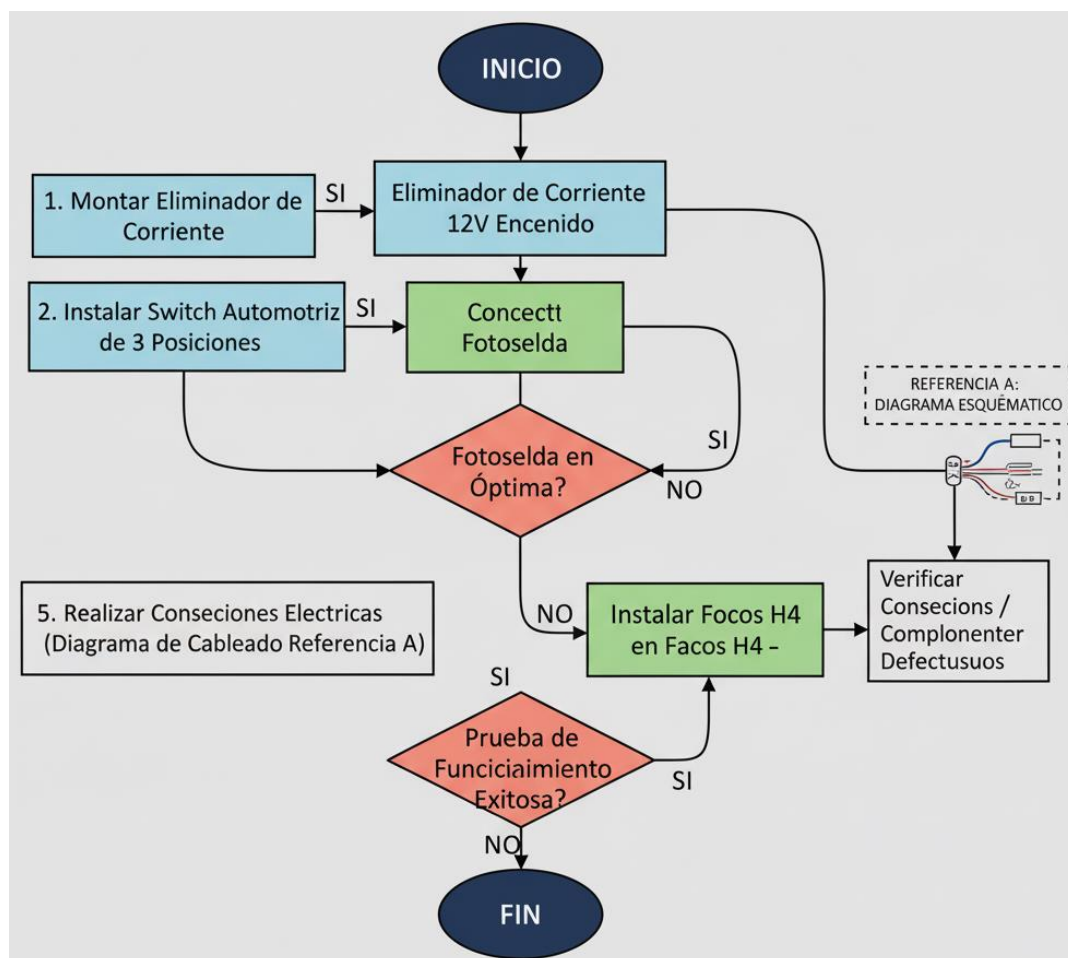 INICIO
1. Montar Eliminador de
Corriente
SI
Eliminador de Corriente
12V Encenido
2. Instalar Switch Automotriz
de 3 Posiciones
SI
Concectt
Fotoselda
REFERENCIA A:
DIAGRAMA ESQUÊMATICO
SI
Fotoselda en
Óptima?
NO
5. Realizar Conseciones Electricas
(Diagrama de Cableado Referencia A)
NO
Instalar Focos H4
en Facos H4 -
Verificar
Consecions /
Complonenter
Defectusuos
SI
Prueba de
Funciciaimiento
Exitosa?
SI
NO
FIN